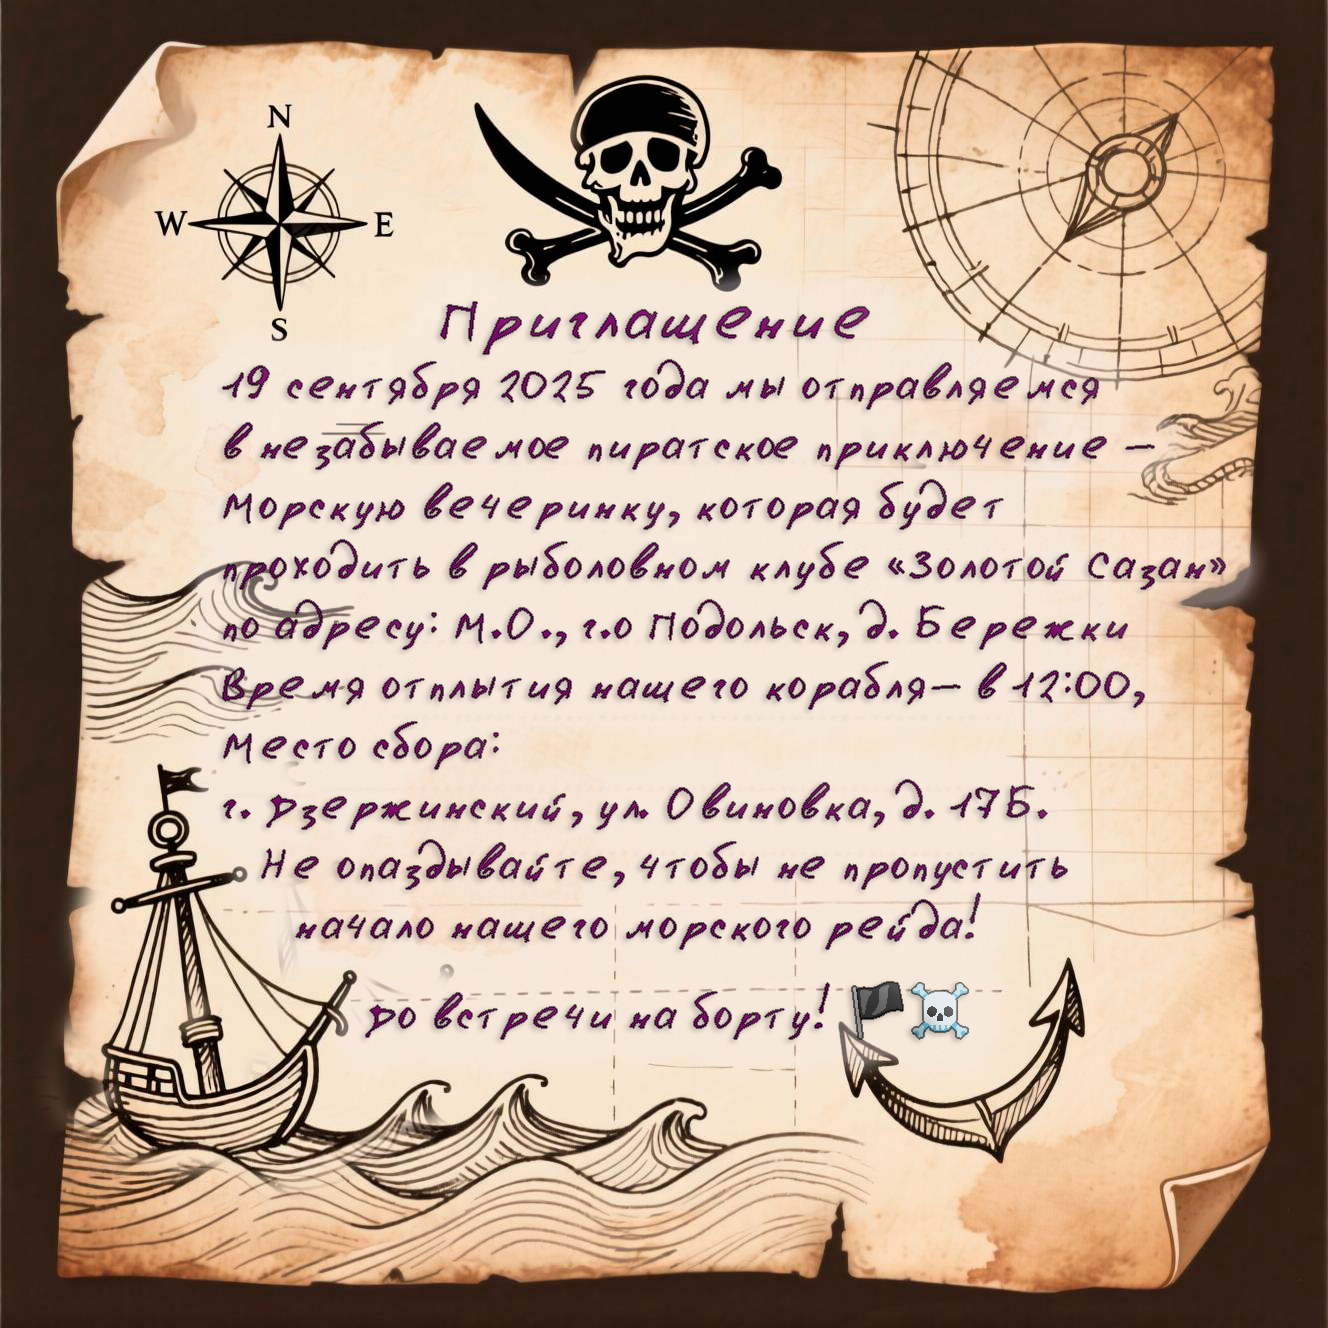 N
W E
S
Приглашение
19 сентября 2025 года мы отправляемся
в незабываемое пиратское приключение —
Морскую вечеринку, которая будет
проходить в рыболовном клубе «Золотой Сазан»
по адресу: М.О., г.о Подольск, д. Бережки
Время отплытия нашего корабля— в 12:00,
Место сбора:
г. Дзержинский, ул. Овиновка, д. 17Б.
Не опаздывайте, чтобы не пропустить
начало нашего морского рейда!
До встречи на борту! 🏴☠️